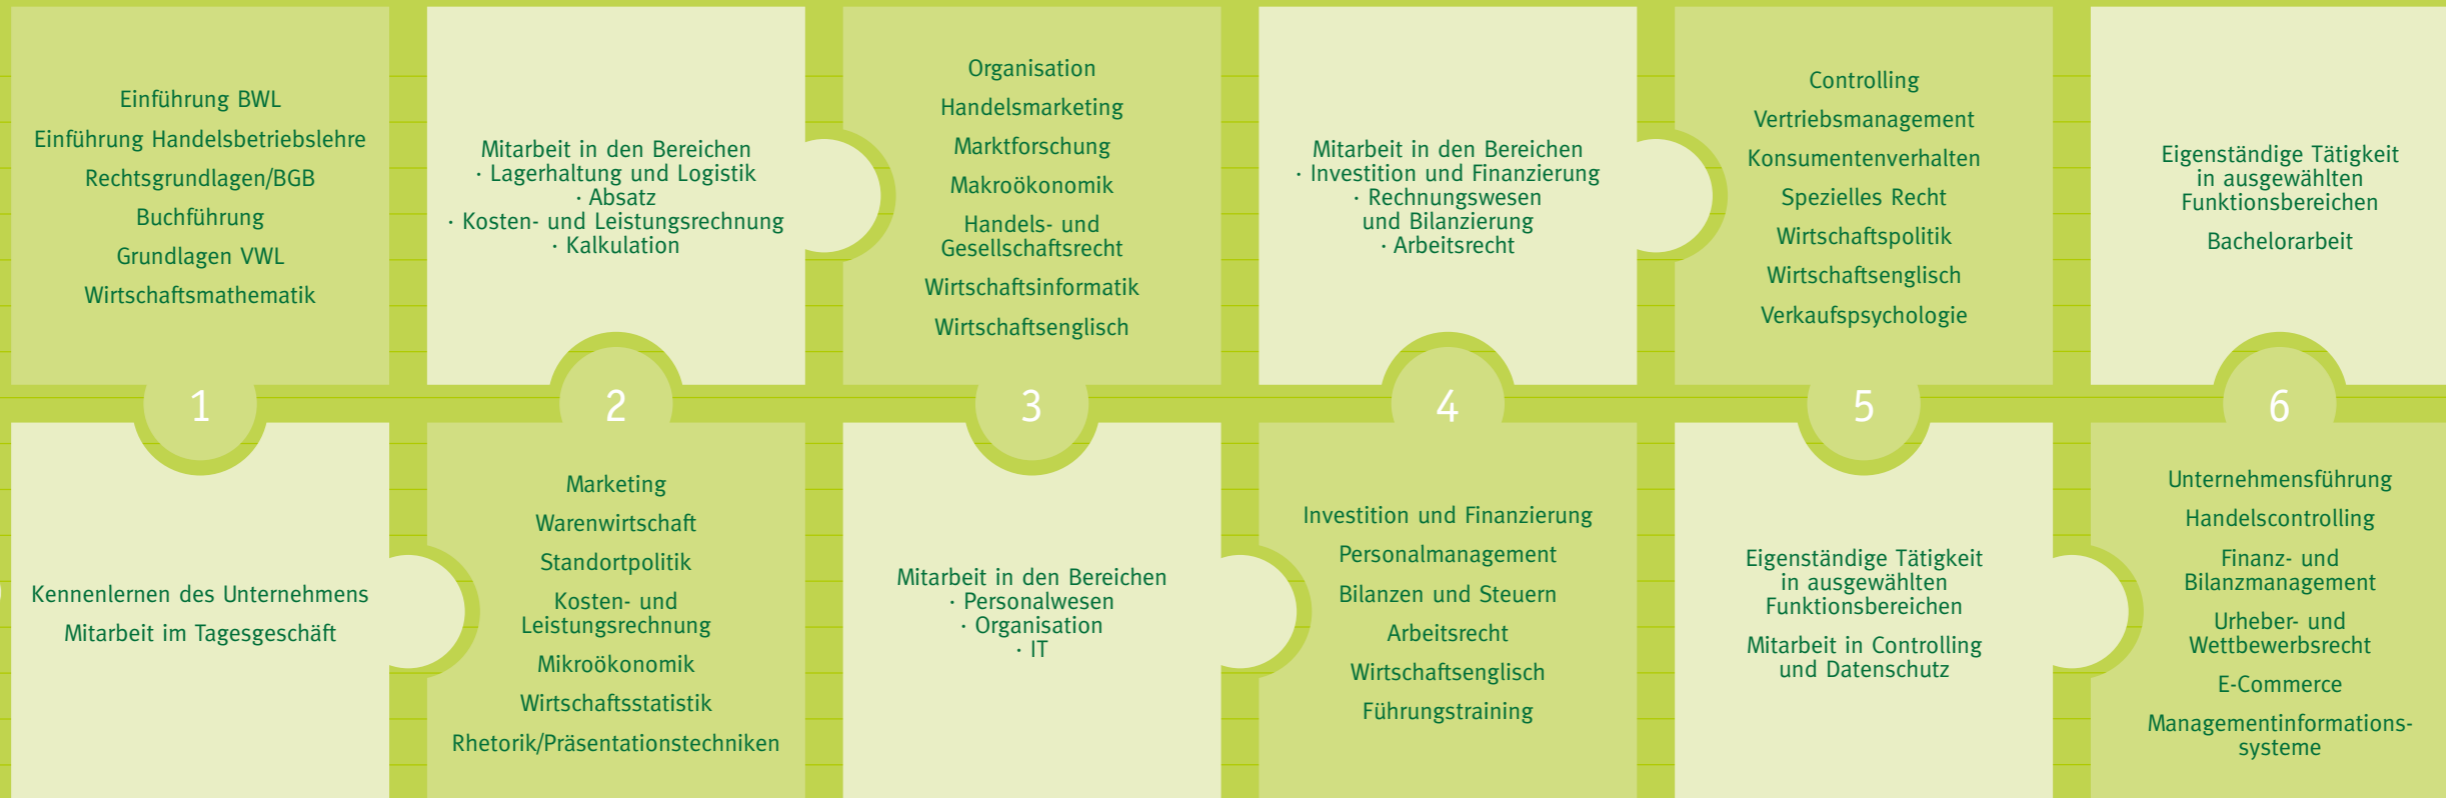 Einführung BWL
Einführung Handelsbetriebslehre
Rechtsgrundlagen/BGB
Buchführung
Grundlagen VWL
Wirtschaftsmathematik
1
Kennenlernen des Unternehmens
Mitarbeit im Tagesgeschäft
Mitarbeit in den Bereichen
· Lagerhaltung und Logistik
· Absatz
· Kosten- und Leistungsrechnung
· Kalkulation
2
Marketing
Warenwirtschaft
Standortpolitik
Kosten- und
Leistungsrechnung
Mikroökonomik
Wirtschaftsstatistik
Rhetorik/Präsentationstechniken
Organisation
Handelsmarketing
Marktforschung
Makroökonomik
Handels- und
Gesellschaftsrecht
Wirtschaftsinformatik
Wirtschaftsenglisch
3
Mitarbeit in den Bereichen
· Personalwesen
· Organisation
· IT
Mitarbeit in den Bereichen
· Investition und Finanzierung
· Rechnungswesen
und Bilanzierung
· Arbeitsrecht
4
Investition und Finanzierung
Personalmanagement
Bilanzen und Steuern
Arbeitsrecht
Wirtschaftsenglisch
Führungstraining
Controlling
Vertriebsmanagement
Konsumentenverhalten
Spezielles Recht
Wirtschaftspolitik
Wirtschaftsenglisch
Verkaufspsychologie
5
Eigenständige Tätigkeit
in ausgewählten
Funktionsbereichen
Mitarbeit in Controlling
und Datenschutz
Eigenständige Tätigkeit
in ausgewählten
Funktionsbereichen
Bachelorarbeit
6
Unternehmensführung
Handelscontrolling
Finanz- und
Bilanzmanagement
Urheber- und
Wettbewerbsrecht
E-Commerce
Managementinformations-
systeme